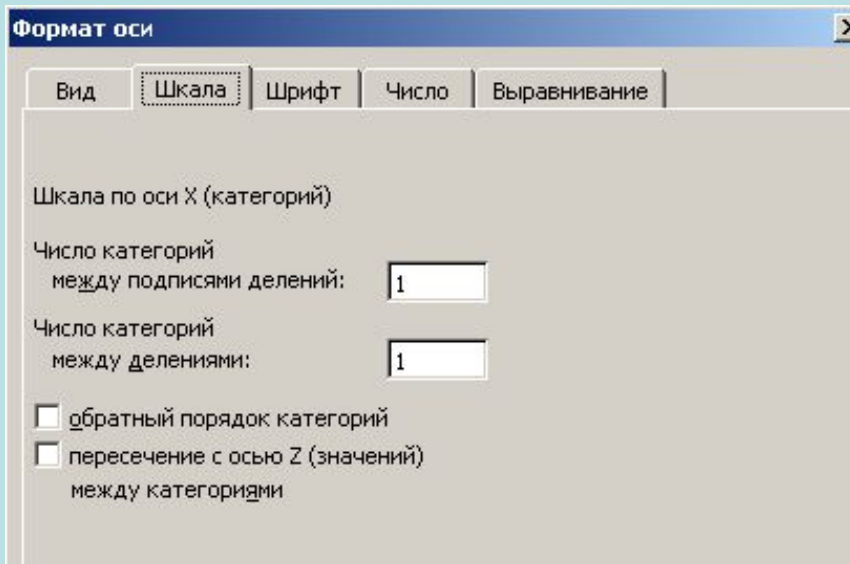 Формат оси
Вид Шкала Шрифт Число Выравнивание
Шкала по оси X (категорий)
Число категорий
между подписями делений: 1
Число категорий
между делениями: 1
обратный порядок категорий
пересечение с осью Z (значений)
между категориями